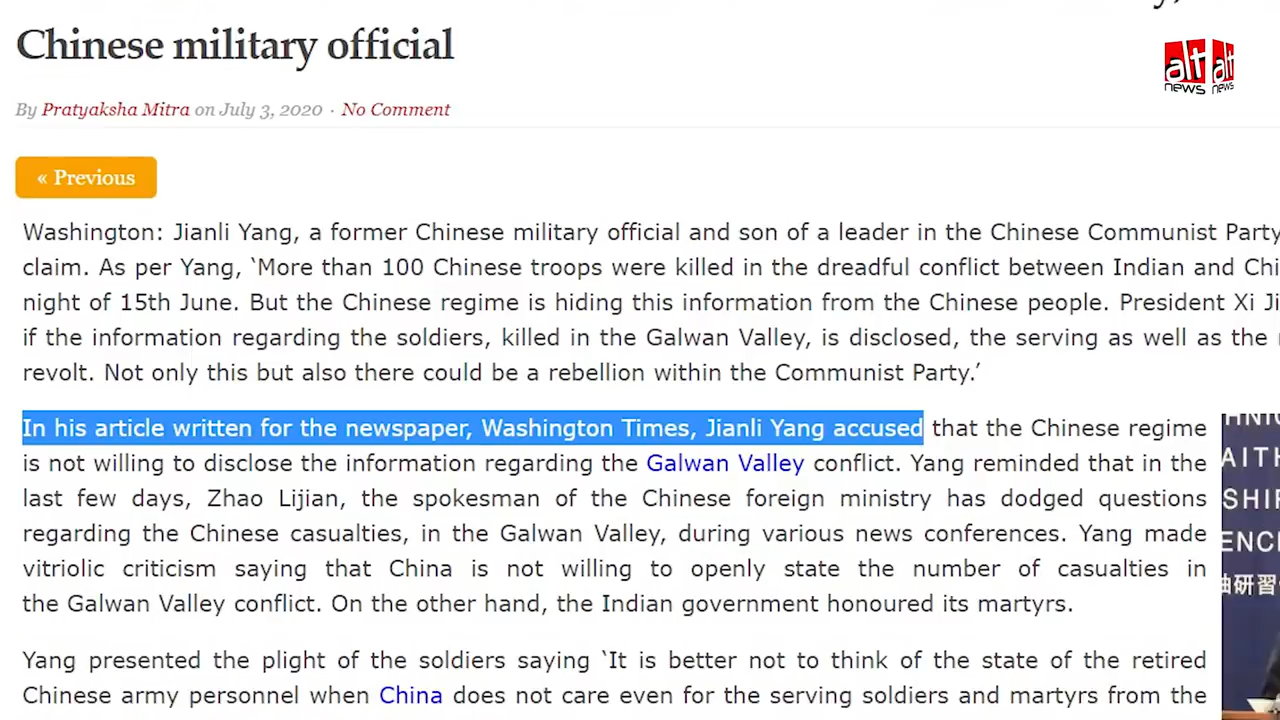 Chinese military official
alt alt
news news
By Pratyaksha Mitra on July 3, 2020 · No Comment
« Previous
Washington: Jianli Yang, a former Chinese military official and son of a leader in the Chinese Communist Party
claim. As per Yang, ‘More than 100 Chinese troops were killed in the dreadful conflict between Indian and Chi
night of 15th June. But the Chinese regime is hiding this information from the Chinese people. President Xi Ji
if the information regarding the soldiers, killed in the Galwan Valley, is disclosed, the serving as well as the
revolt. Not only this but also there could be a rebellion within the Communist Party.’
In his article written for the newspaper, Washington Times, Jianli Yang accused that the Chinese regime
is not willing to disclose the information regarding the Galwan Valley conflict. Yang reminded that in the
last few days, Zhao Lijian, the spokesman of the Chinese foreign ministry has dodged questions
regarding the Chinese casualties, in the Galwan Valley, during various news conferences. Yang made
vitriolic criticism saying that China is not willing to openly state the number of casualties in
the Galwan Valley conflict. On the other hand, the Indian government honoured its martyrs.
Yang presented the plight of the soldiers saying ‘It is better not to think of the state of the retired
Chinese army personnel when China does not care even for the serving soldiers and martyrs from the
HNIC
AITH
SHIP
ENCE
研習